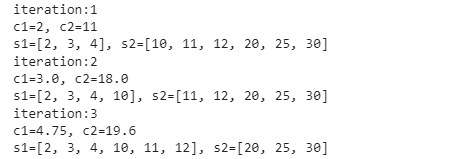 iteration:1
c1=2, c2=11
s1=[2, 3, 4], s2=[10, 11, 12, 20, 25, 30]
iteration:2
c1=3.0, c2=18.0
s1=[2, 3, 4, 10], s2=[11, 12, 20, 25, 30]
iteration:3
c1=4.75, c2=19.6
s1=[2, 3, 4, 10, 11, 12], s2=[20, 25, 30]